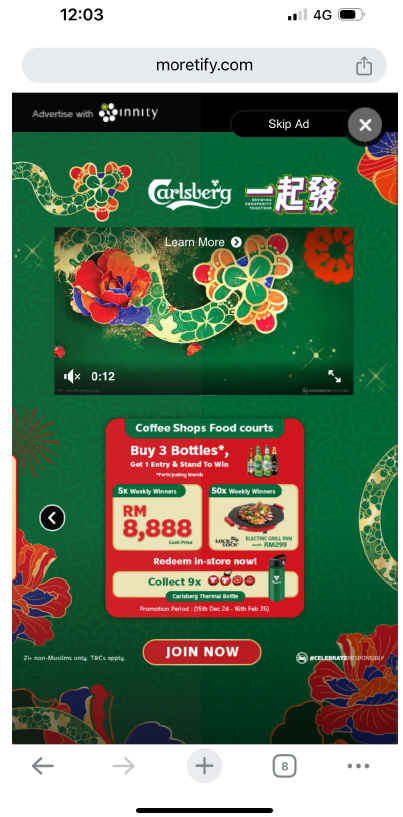 12:03
4G
moretify.com
Advertise with innity
Skip Ad
Carlsberg
一起發
BREWING
PROSPERITY
TOGETHER
Learn More
0:12
Coffee Shops Food courts
Buy 3 Bottles*,
Get 1 Entry & Stand To Win
*Participating Brands
5x Weekly Winners
50x Weekly Winners
RM
8,888
Cash Prize
LOCK&LOCK
ELECTRIC GRILL PAN
WORTH RM299
Redeem in-store now!
Collect 9x
Carlsberg Thermal Bottle
Promotion Period : (15th Dec 24 - 16th Feb 25)
JOIN NOW
21+ non-Muslims only. T&Cs apply.
#CELEBRATERESPONSIBLY
8